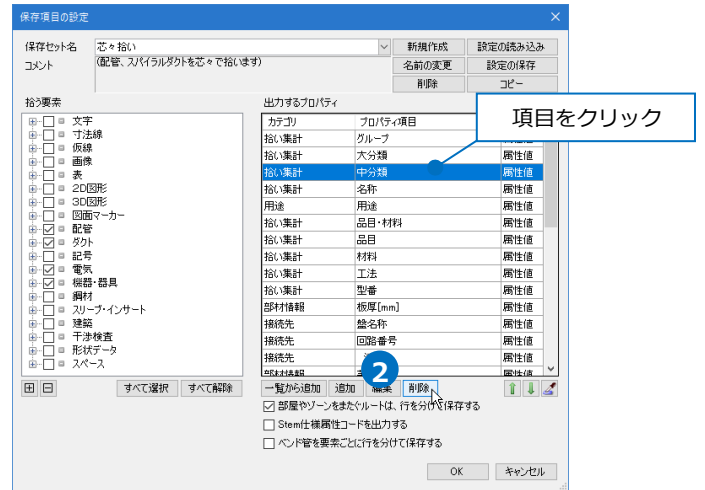 保存項目の設定
保存セット名 芯々拾い 新規作成 設定の読み込み
コメント (配管、スパイラルダクトを芯々で拾います) 名前の変更 設定の保存
削除 コピー
拾う要素
文字
寸法線
仮線
画像
表
2D図形
3D図形
図面マーカー
配管
ダクト
記号
電気
機器・器具
鋼材
スリーブ・インサート
建築
干渉検査
形状データ
スペース
すべて選択 すべて解除
出力するプロパティ
カテゴリ プロパティ項目
拾い集計 グループ
拾い集計 大分類 属性値
拾い集計 中分類 属性値
拾い集計 名称 属性値
用途 用途 属性値
拾い集計 品目・材料 属性値
拾い集計 品目 属性値
拾い集計 材料 属性値
拾い集計 工法 属性値
拾い集計 型番 属性値
部材情報 板厚[mm] 属性値
接続先 盤名称 属性値
接続先 回路番号 属性値
接続先 属性値
部材情報 属性値
項目をクリック
2
一覧から追加 追加 編集 削除
部屋やゾーンをまたぐルートは、行を分けて保存する
Stem仕様属性コードを出力する
ベンド管を要素ごとに行を分けて保存する
OK キャンセル